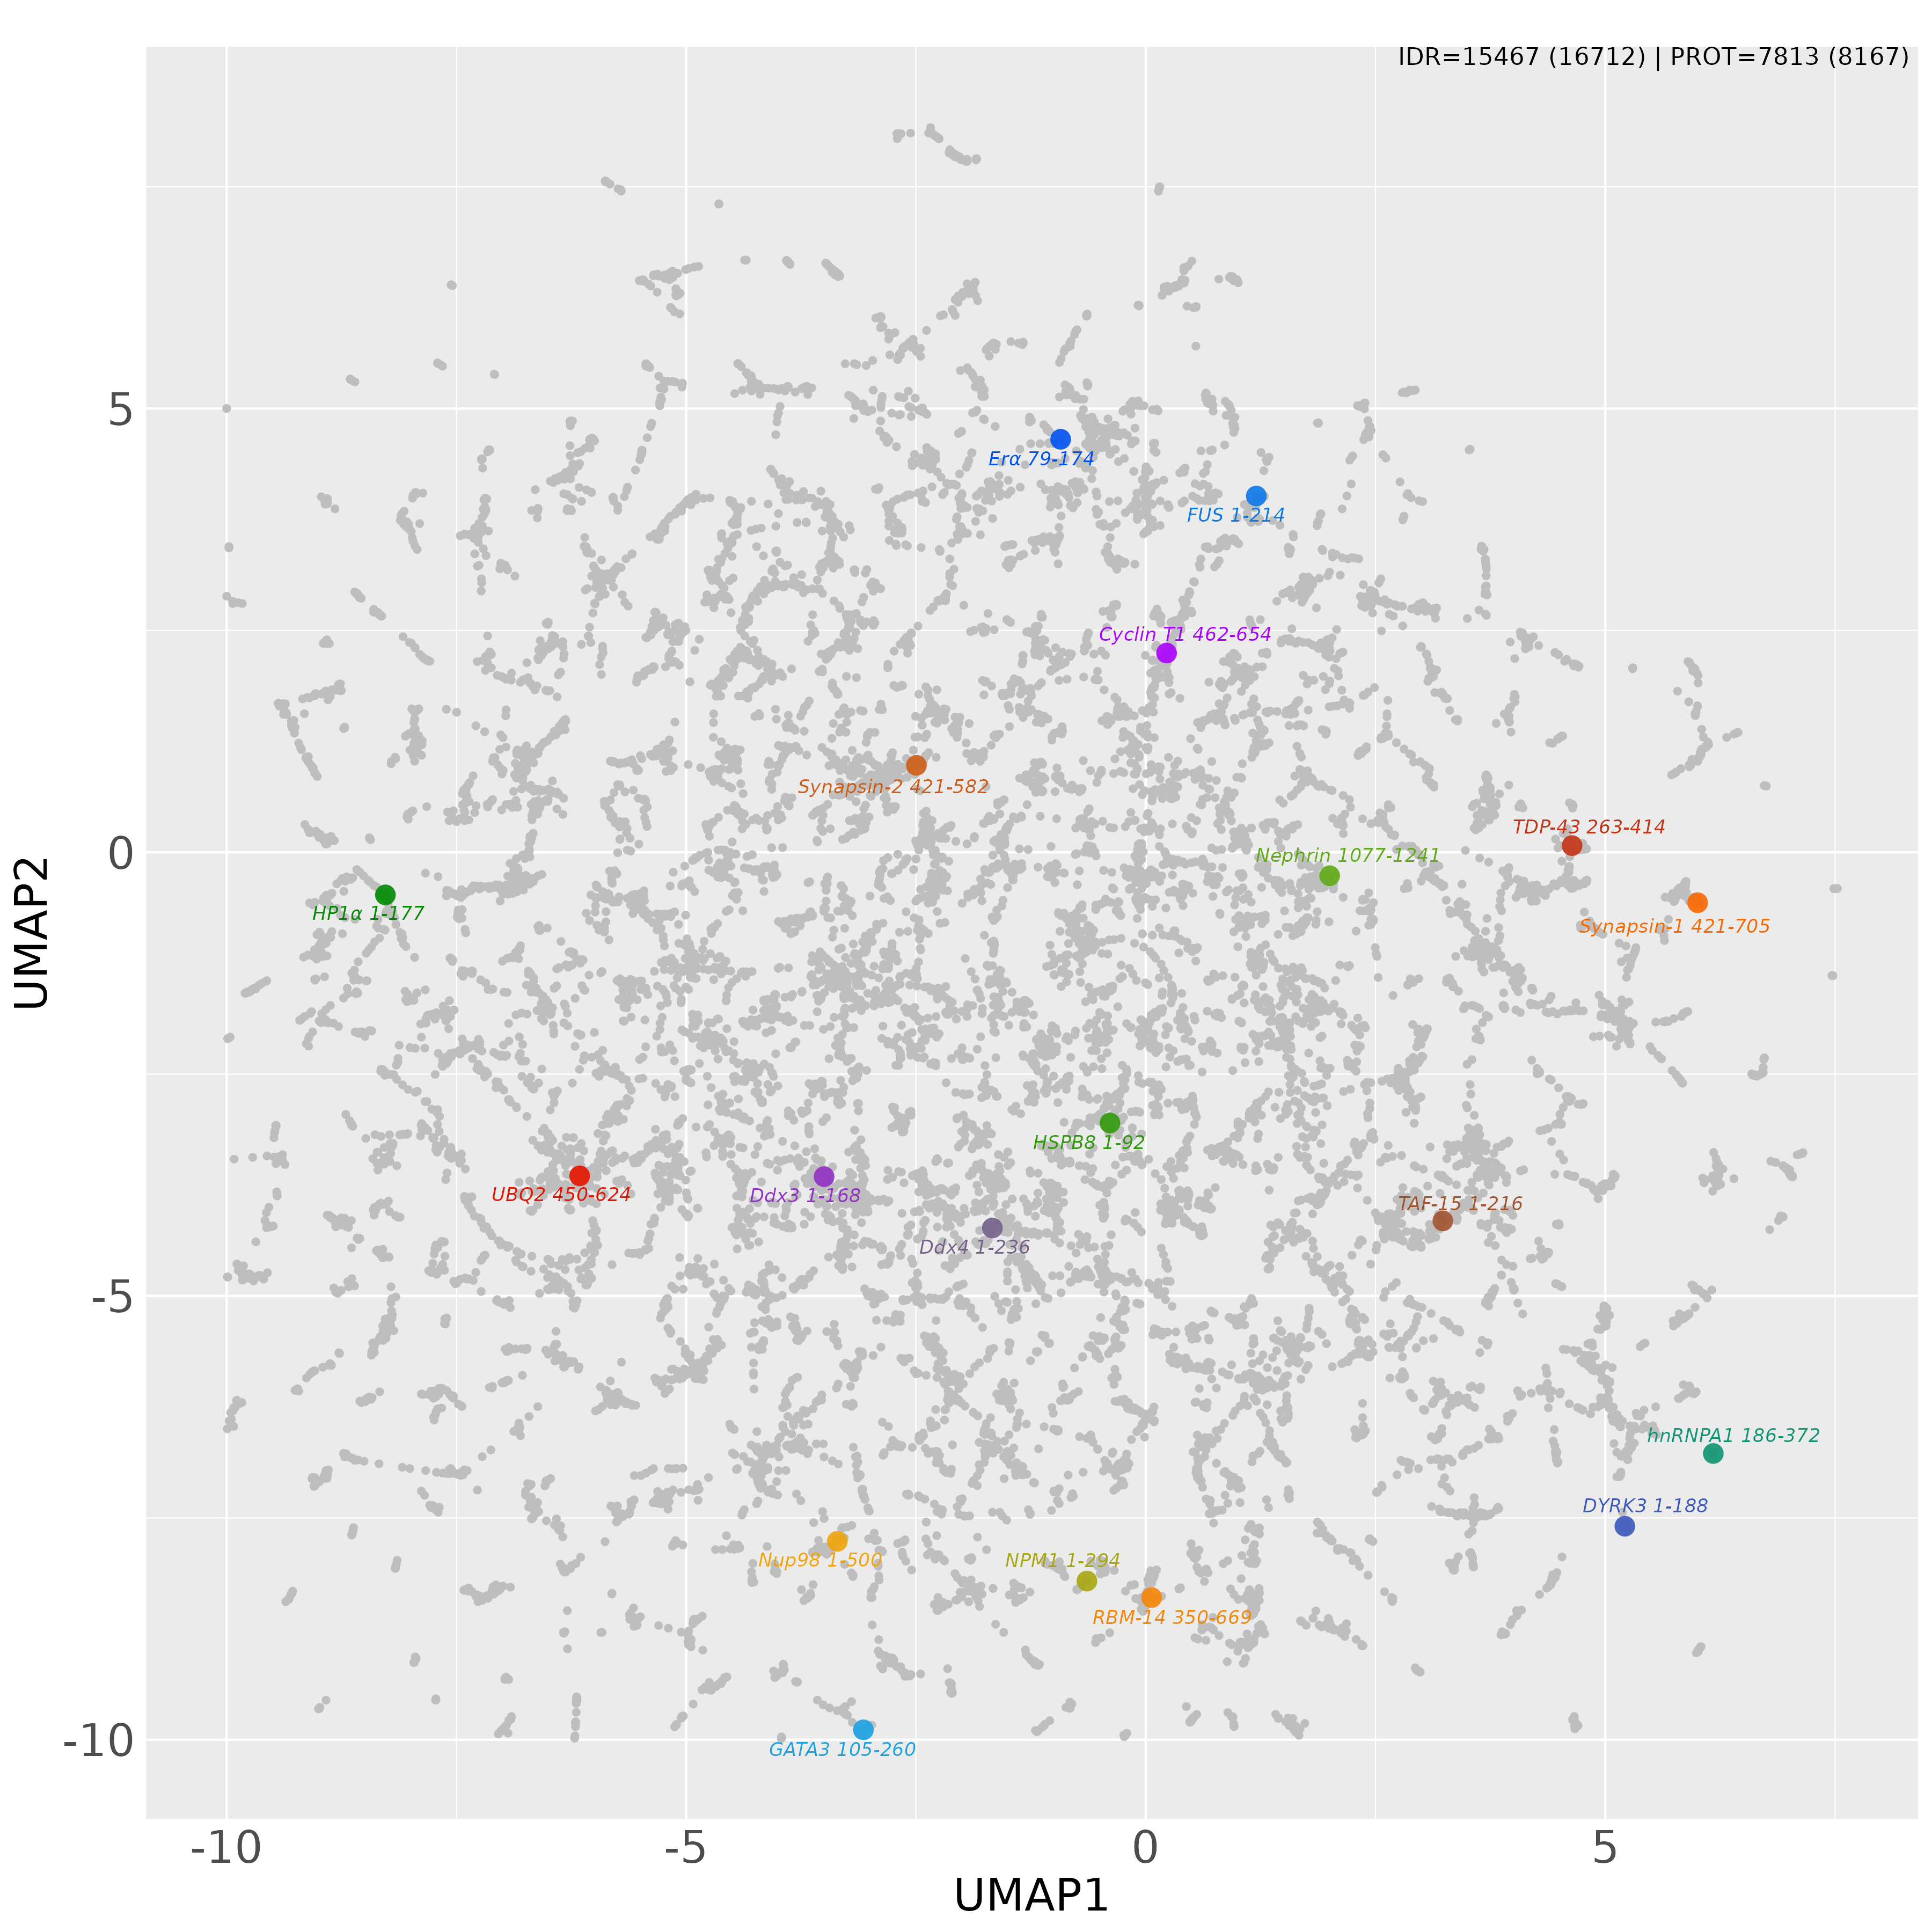 IDR=15467 (16712) | PROT=7813 (8167)
5
Erα 79-174
FUS 1-214
Cyclin T1 462-654
Synapsin-2 421-582
TDP-43 263-414
0
Nephrin 1077-1241
HP1α 1-177
Synapsin-1 421-705
UMAP2
HSPB8 1-92
UBQ2 450-624
Ddx3 1-168
TAF-15 1-216
Ddx4 1-236
-5
hnRNPA1 186-372
DYRK3 1-188
Nup98 1-500
NPM1 1-294
RBM-14 350-669
-10
GATA3 105-260
-10
-5
0
5
UMAP1